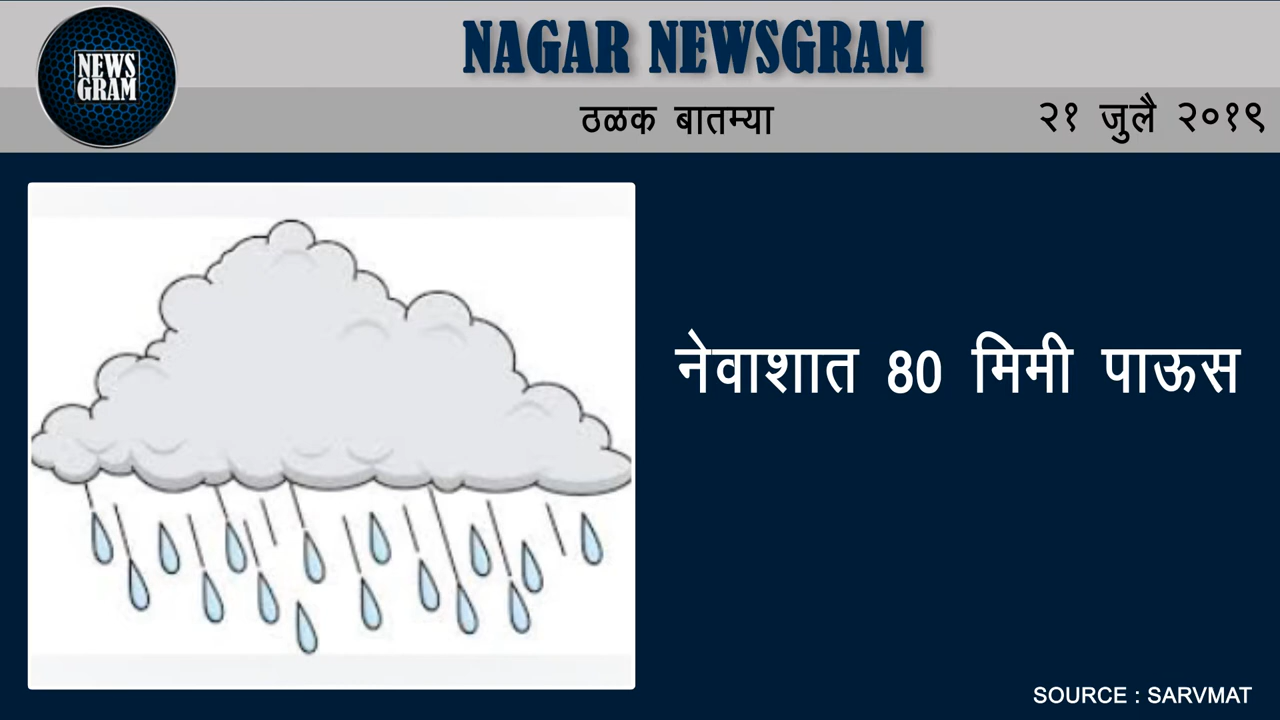 NEWS
GRAM
NAGAR NEWSGRAM
ठळक बातम्या
२१ जुलै २०१९
नेवाशात 80 मिमी पाऊस
SOURCE : SARVMAT